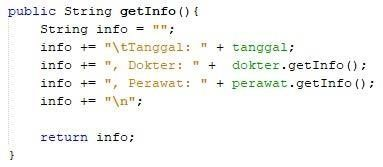 public String getInfo(){
String info = "";
info += "\tTanggal: " + tanggal;
info += ", Dokter: " +  dokter.getInfo();
info += ", Perawat: " + perawat.getInfo();
info += "\n";
return info;
}